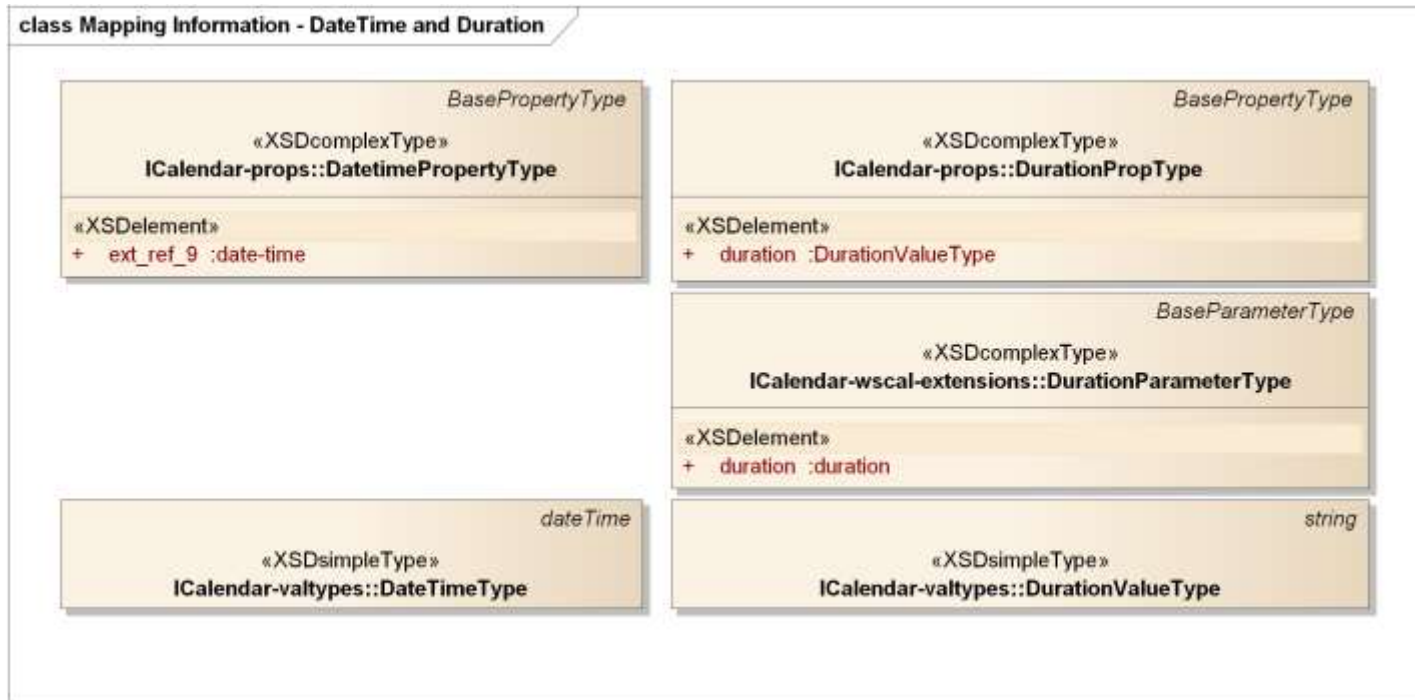 class Mapping Information - DateTime and Duration
BasePropertyType
«XSDcomplexType»
ICalendar-props::DatetimePropertyType
«XSDelement»
+ ext_ref_9 :date-time
BasePropertyType
«XSDcomplexType»
ICalendar-props::DurationPropType
«XSDelement»
+ duration :DurationValueType
BaseParameterType
«XSDcomplexType»
ICalendar-wscal-extensions::DurationParameterType
«XSDelement»
+ duration :duration
dateTime
«XSDsimpleType»
ICalendar-valtypes::DateTimeType
string
«XSDsimpleType»
ICalendar-valtypes::DurationValueType